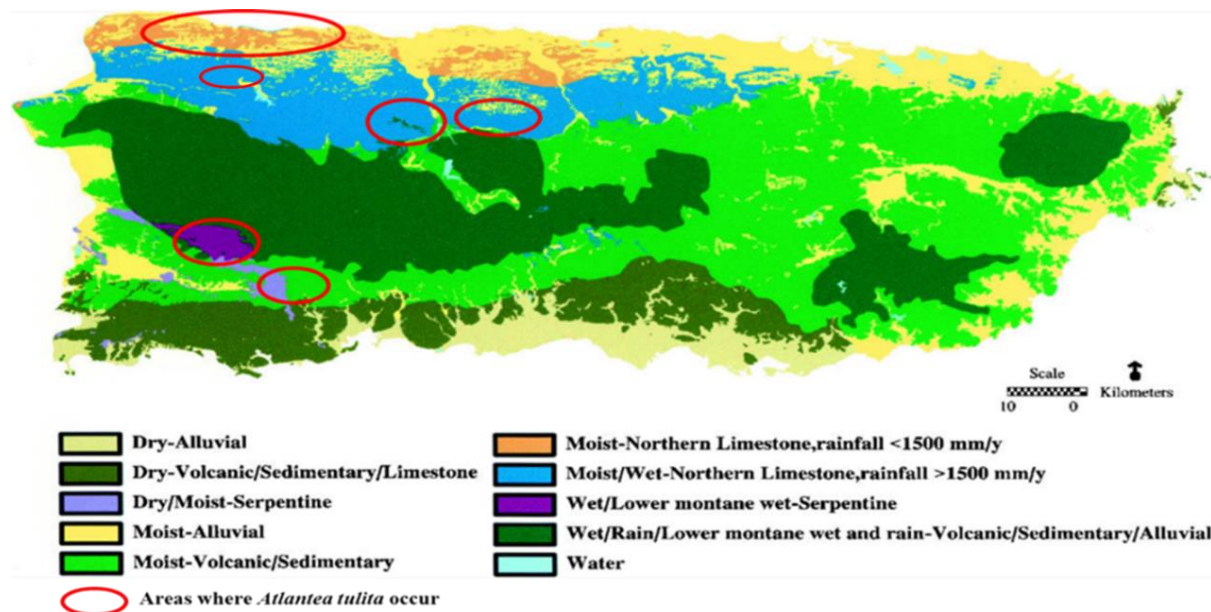 Scale
Kilometers
10 0
Dry-Alluvial
Dry-Volcanic/Sedimentary/Limestone
Dry/Moist-Serpentine
Moist-Alluvial
Moist-Volcanic/Sedimentary
Moist-Northern Limestone,rainfall <1500 mm/y
Moist/Wet-Northern Limestone,rainfall >1500 mm/y
Wet/Lower montane wet-Serpentine
Wet/Rain/Lower montane wet and rain-Volcanic/Sedimentary/Alluvial
Water
Areas where Atlantea tulita occur